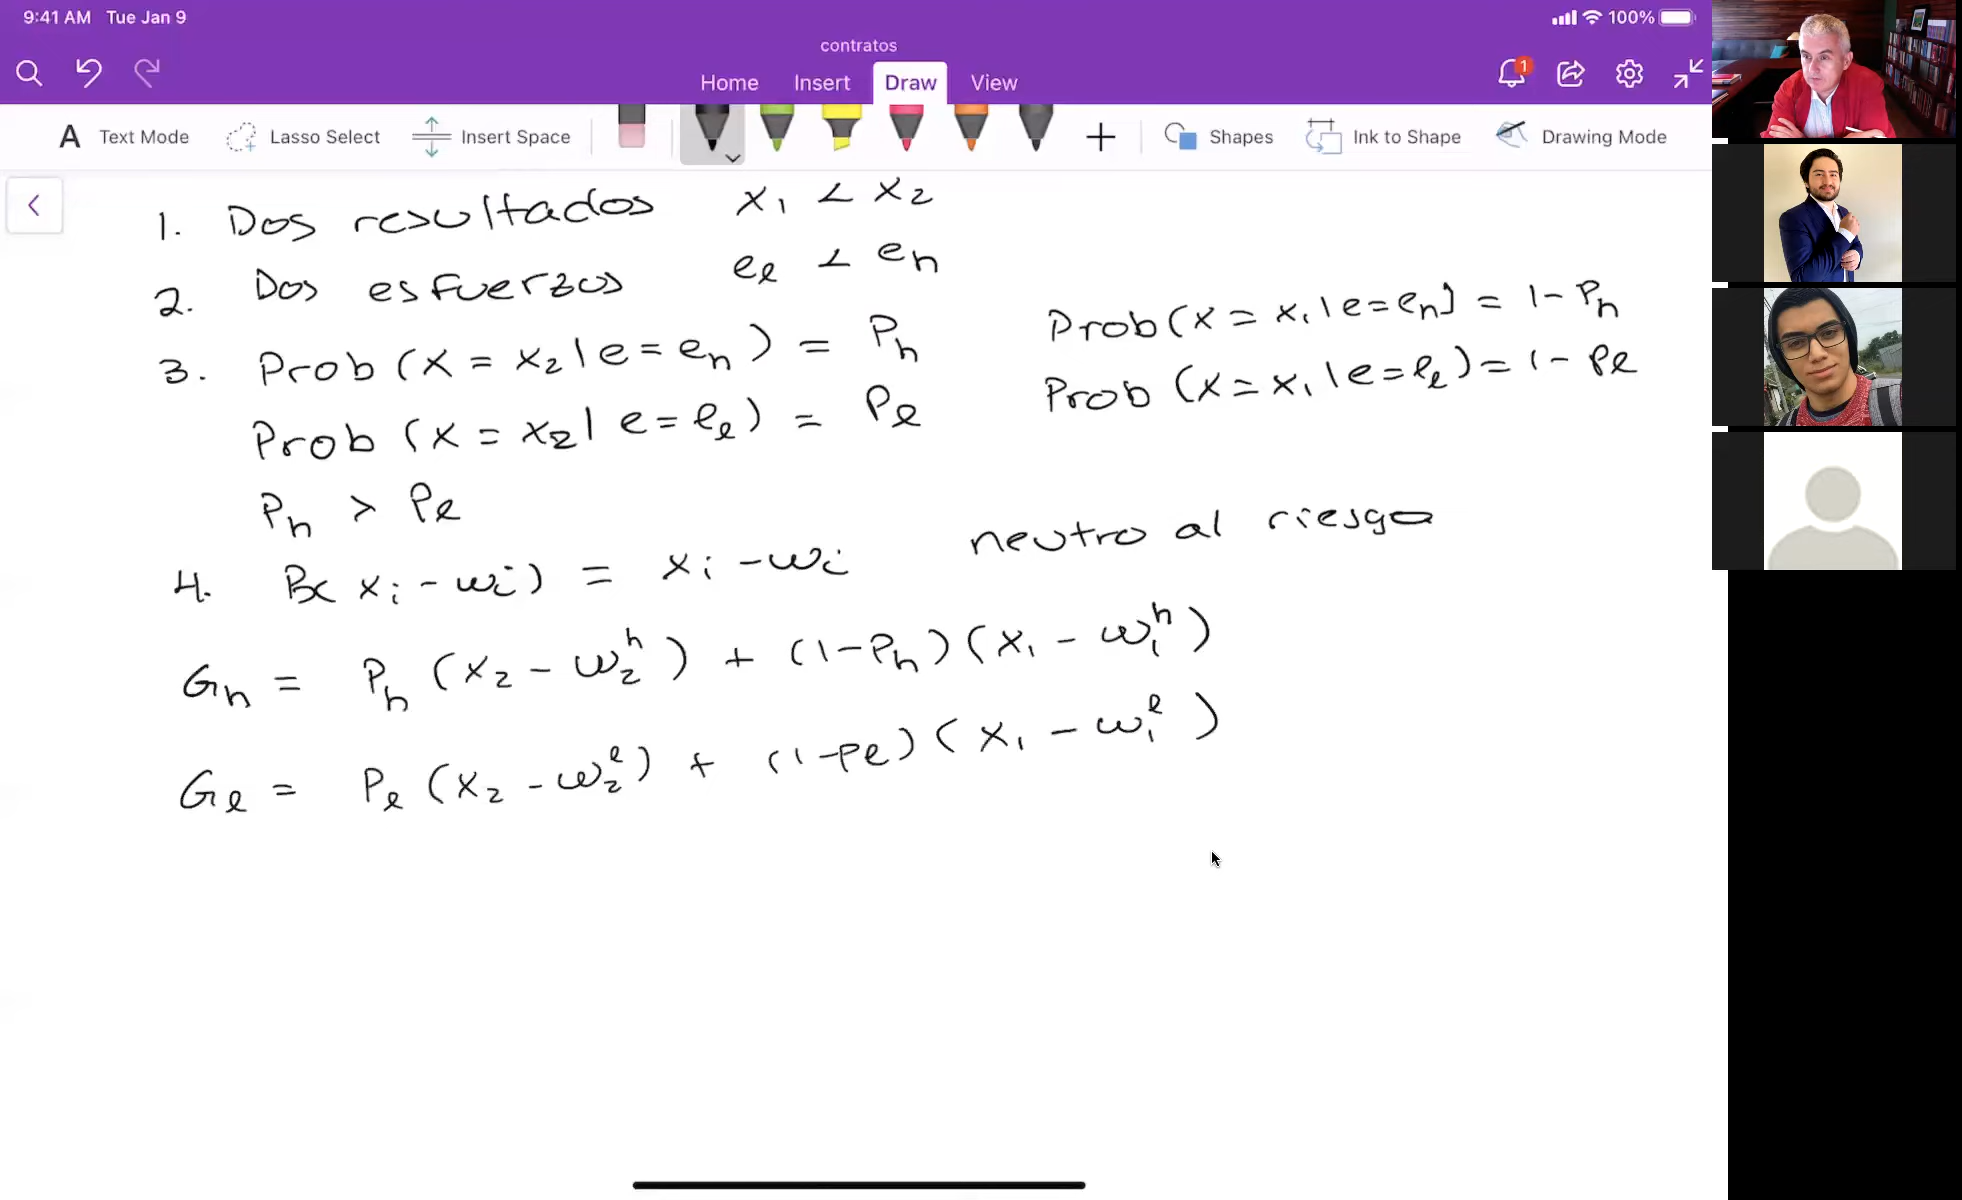 9:41 AM Tue Jan 9
100%
contratos
Home Insert Draw View
1
A Text Mode Lasso Select Insert Space Shapes Ink to Shape Drawing Mode
1. Dos resultados x₁ < x₂
2. Dos esfuerzos eₗ < eₕ
3. Prob (x = x₂ | e = eₕ) = Pₕ Prob (x = x₁ | e = eₕ] = 1 - Pₕ
Prob (x = x₂ | e = eₗ) = Pₗ Prob (x = x₁ | e = eₗ) = 1 - Pₗ
Pₕ > Pₗ
4. B(xᵢ - wᵢ) = xᵢ - wᵢ neutro al riesgo
Gₕ = Pₕ (x₂ - w₂ʰ) + (1 - Pₕ) (x₁ - w₁ʰ)
Gₗ = Pₗ (x₂ - w₂ˡ) + (1 - Pₗ) (x₁ - w₁ˡ)